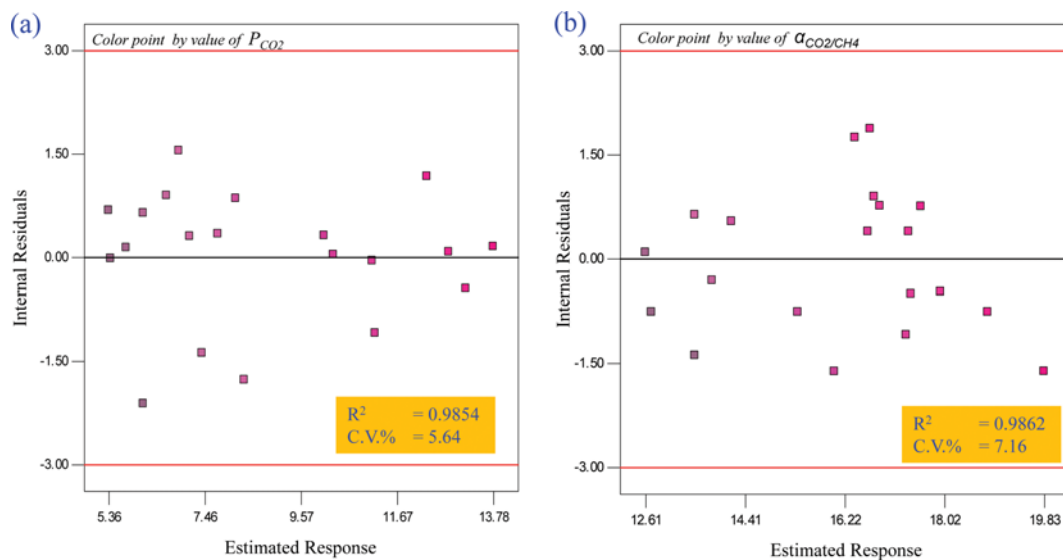 (a)
Color point by value of P_CO2
3.00
1.50
0.00
-1.50
-3.00
Internal Residuals
R² = 0.9854
C.V.% = 5.64
5.36 7.46 9.57 11.67 13.78
Estimated Response
(b)
Color point by value of α_CO2/CH4
3.00
1.50
0.00
-1.50
-3.00
Internal Residuals
R² = 0.9862
C.V.% = 7.16
12.61 14.41 16.22 18.02 19.83
Estimated Response